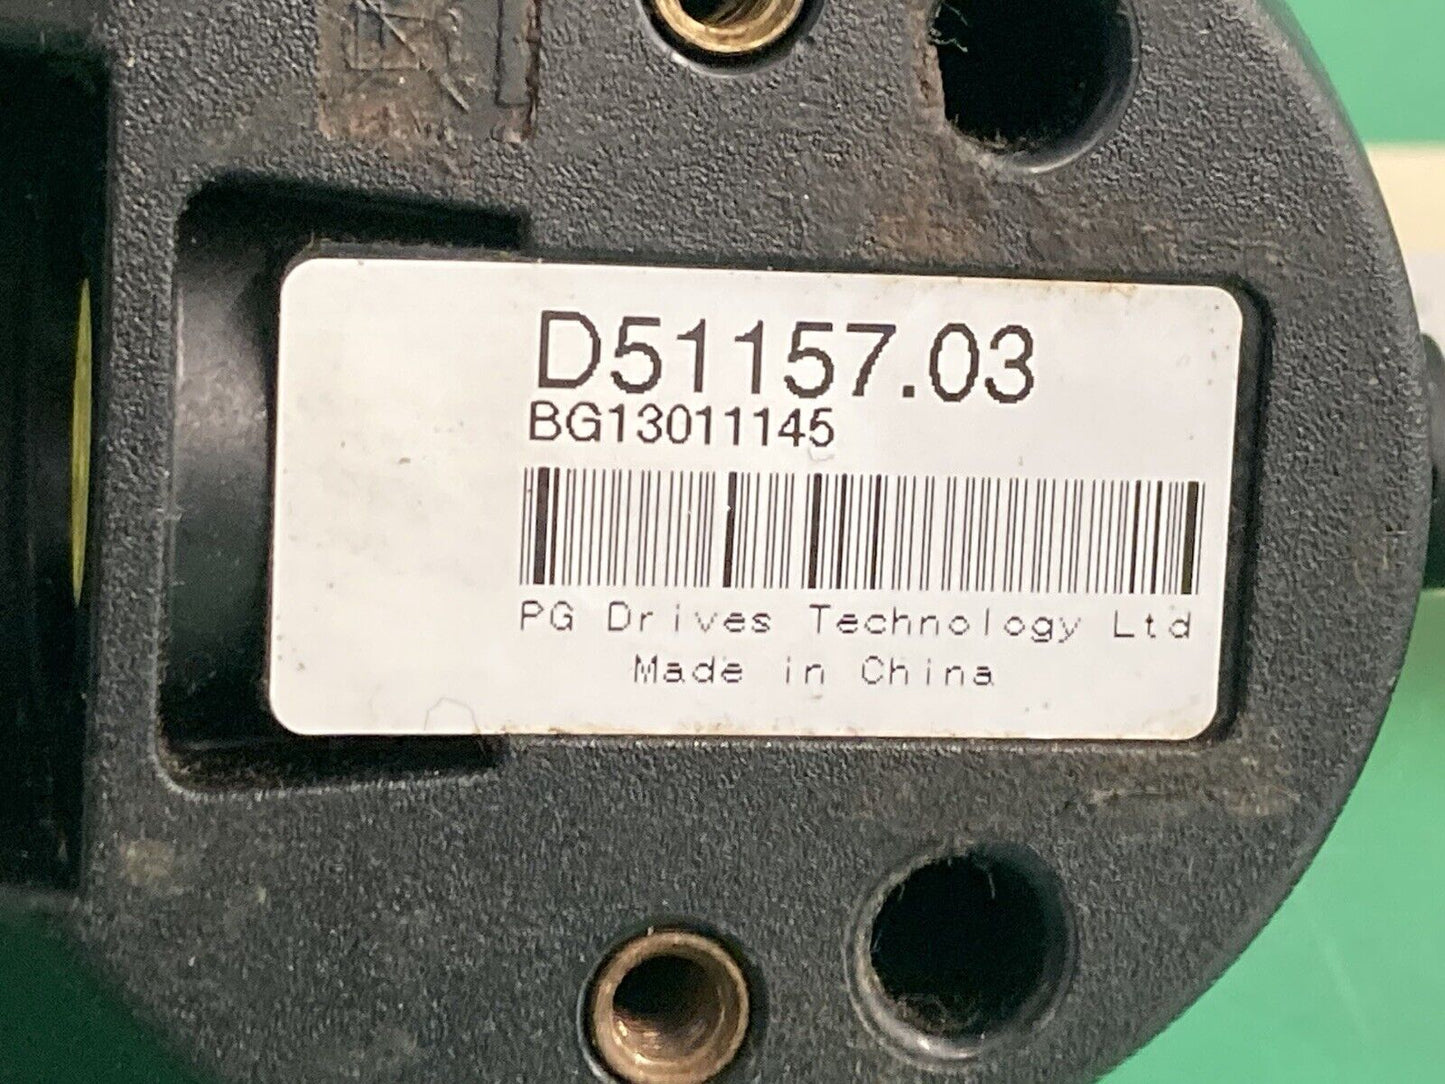 D51157.03
BG13011145
PG Drives Technology Ltd
Made in China